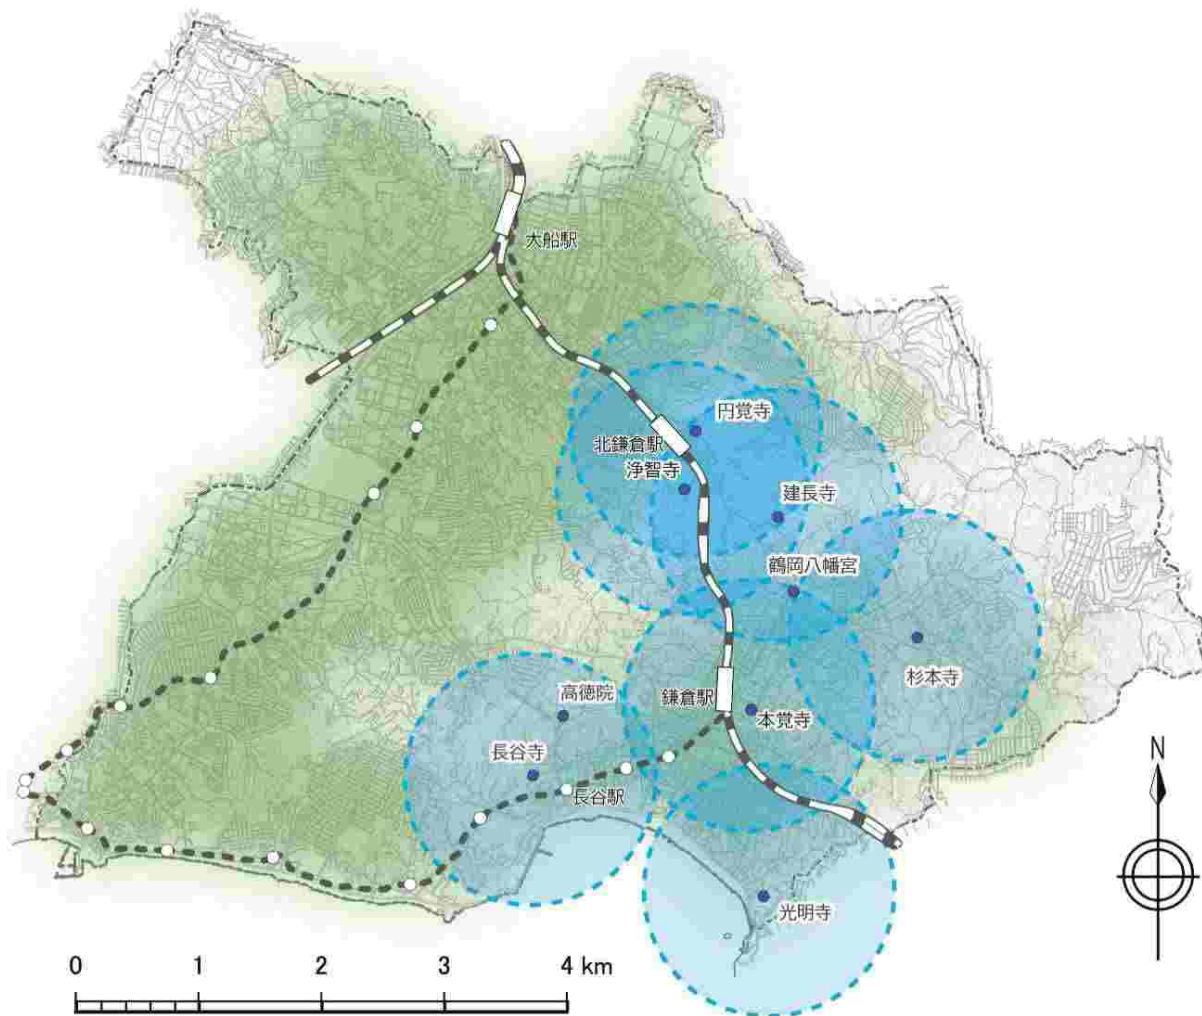 大船駅
円覚寺
北鎌倉駅
浄智寺
建長寺
鶴岡八幡宮
杉本寺
高徳院
鎌倉駅
本覚寺
長谷寺
長谷駅
光明寺
N
0 1 2 3 4 km